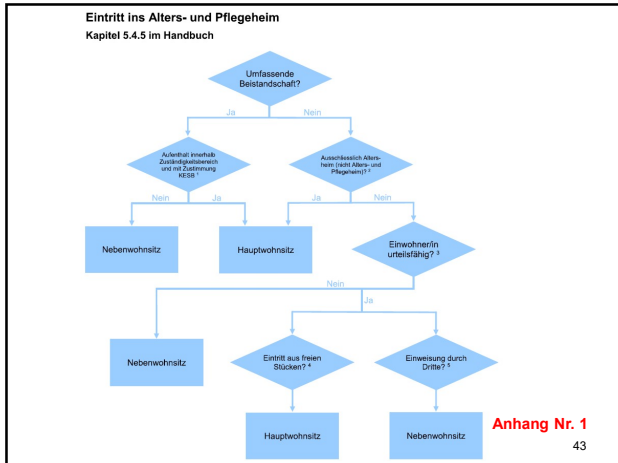 Eintritt ins Alters- und Pflegeheim
Kapitel 5.4.5 im Handbuch
Umfassende
Beistandschaft?
Ja
Nein
Aufenthalt innerhalb
Zuständigkeitsbereich
und mit Zustimmung
KESB 1
Ausschliesslich Alters-
heim (nicht Alters- und
Pflegeheim)? 2
Nein
Ja
Ja
Nein
Nebenwohnsitz
Hauptwohnsitz
Einwohner/in
urteilsfähig? 3
Nein
Ja
Nebenwohnsitz
Eintritt aus freien
Stücken? 4
Einweisung durch
Dritte? 5
Hauptwohnsitz
Nebenwohnsitz
Anhang Nr. 1
43